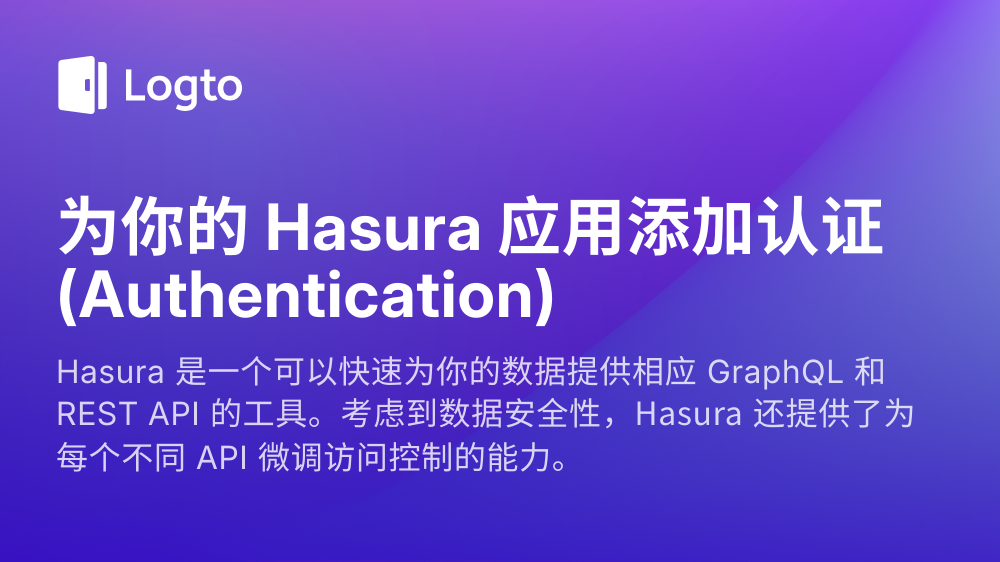 Logto
为你的 Hasura 应用添加认证
(Authentication)
Hasura 是一个可以快速为你的数据提供相应 GraphQL 和
REST API 的工具。考虑到数据安全性，Hasura 还提供了为
每个不同 API 微调访问控制的能力。